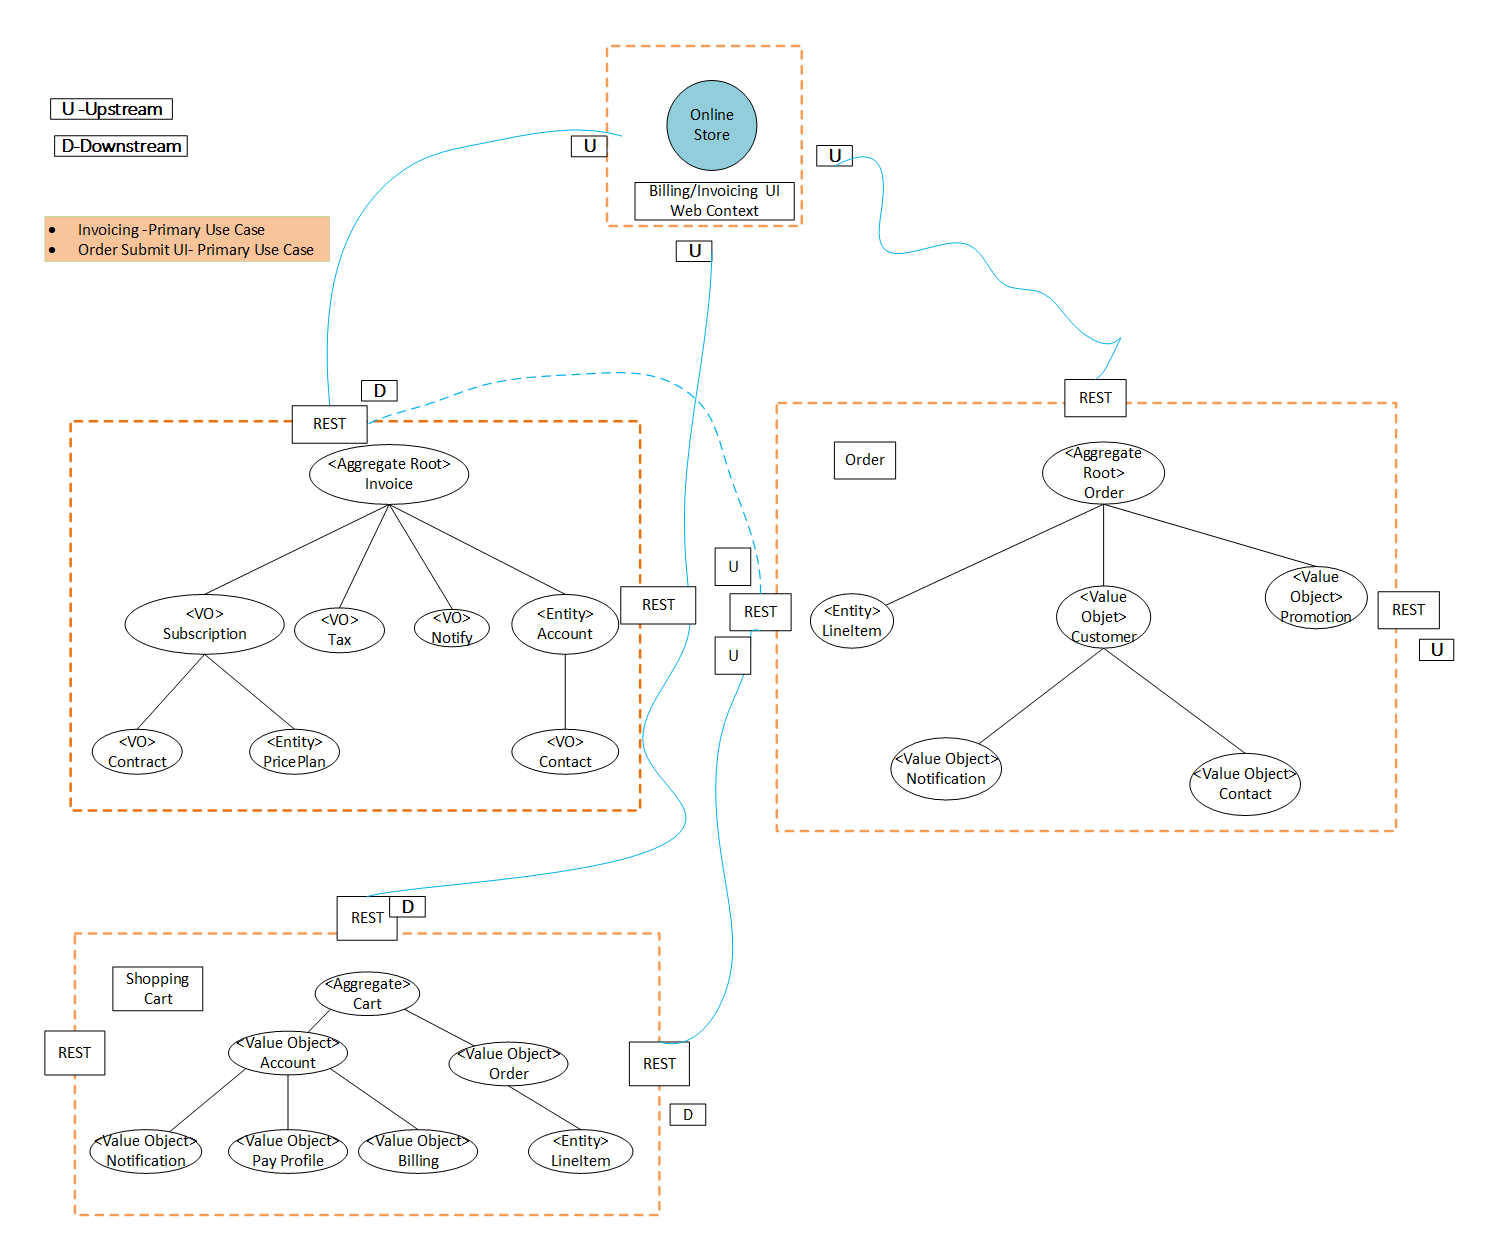 U -Upstream
D-Downstream
Invoicing -Primary Use Case
Order Submit UI- Primary Use Case
Online
Store
Billing/Invoicing UI
Web Context
U
U
U
D
REST
<Aggregate Root>
Invoice
<VO>
Subscription
<VO>
Tax
<VO>
Notify
<Entity>
Account
<VO>
Contract
<Entity>
PricePlan
<VO>
Contact
REST
U
REST
U
REST
Order
<Aggregate
Root>
Order
<Entity>
LineItem
<Value
Objet>
Customer
<Value
Object>
Promotion
<Value Object>
Notification
<Value Object>
Contact
REST
U
REST
D
Shopping
Cart
<Aggregate>
Cart
<Value Object>
Account
<Value Object>
Order
<Value Object>
Notification
<Value Object>
Pay Profile
<Value Object>
Billing
<Entity>
LineItem
REST
REST
D